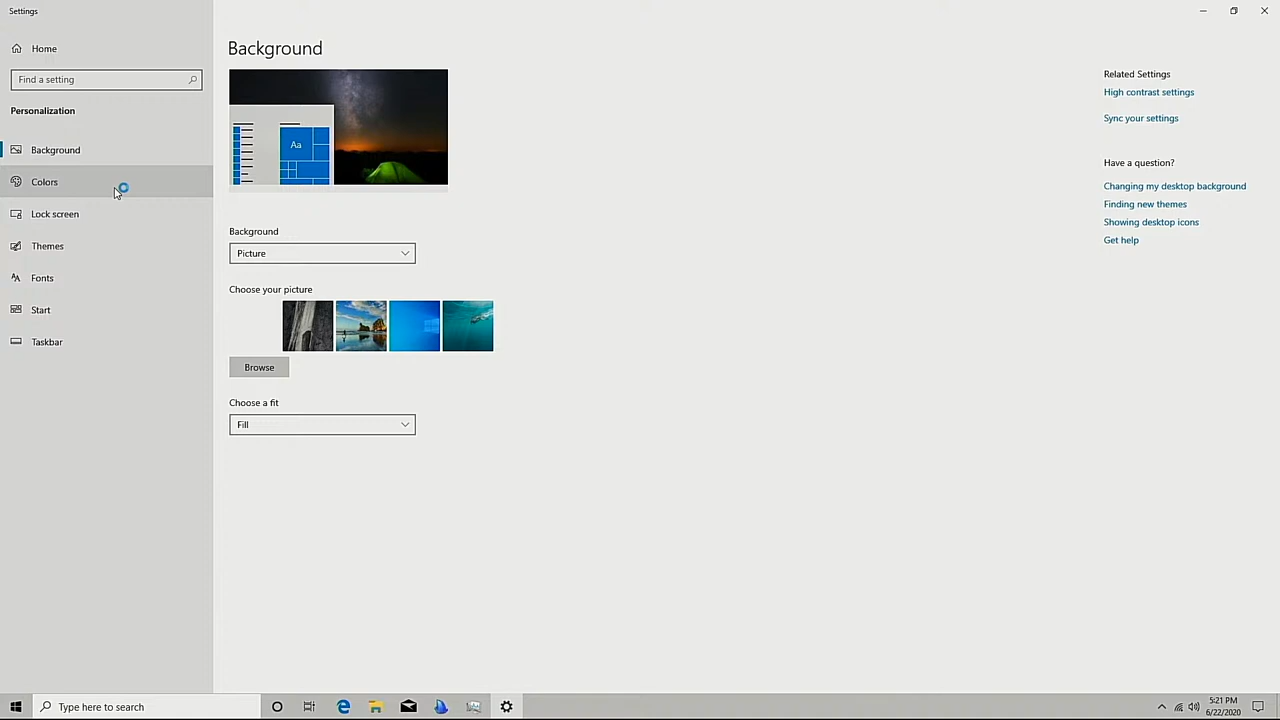 Settings
Home
Find a setting
Personalization
Background
Colors
Lock screen
Themes
Fonts
Start
Taskbar
Background
Aa
Background
Picture
Choose your picture
Browse
Choose a fit
Fill
Related Settings
High contrast settings
Sync your settings
Have a question?
Changing my desktop background
Finding new themes
Showing desktop icons
Get help
Type here to search
5:21 PM
6/22/2020